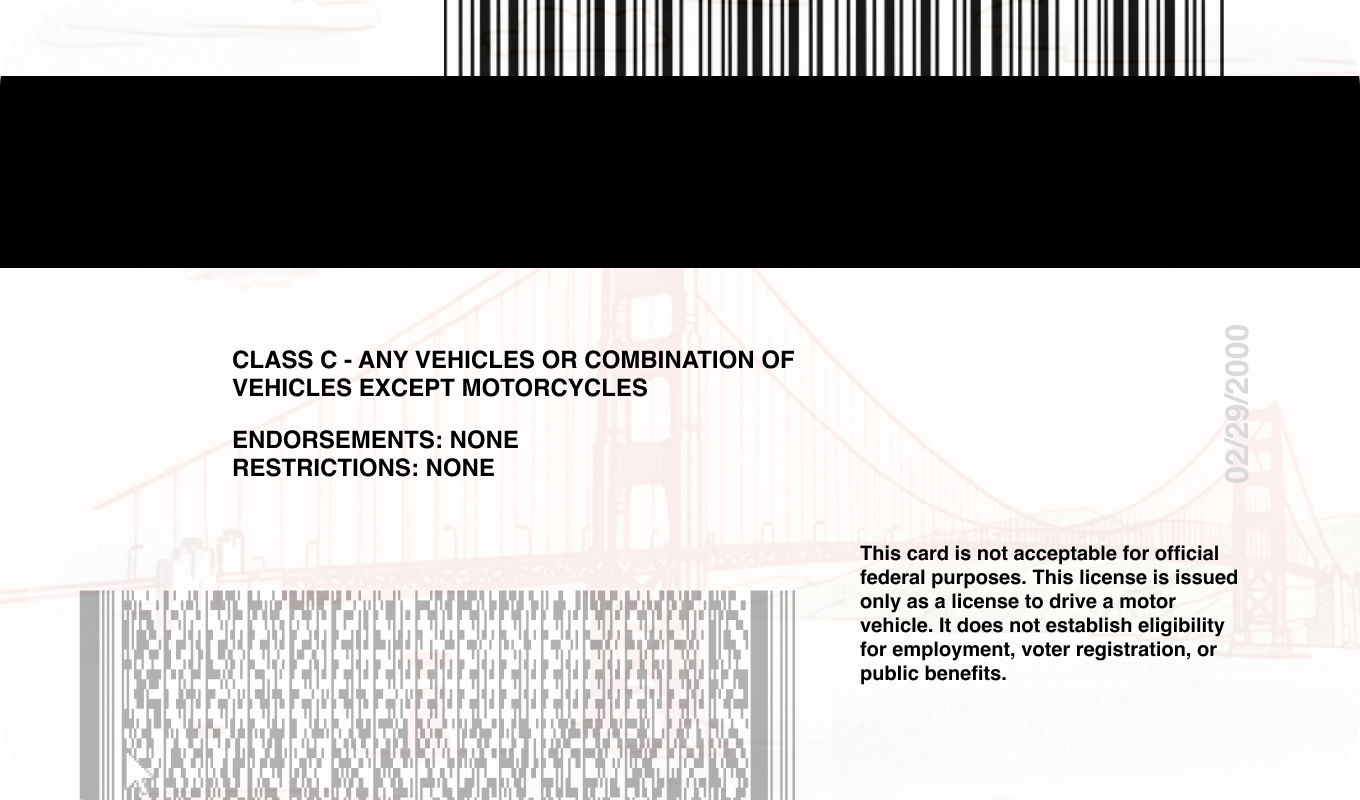 CLASS C - ANY VEHICLES OR COMBINATION OF
VEHICLES EXCEPT MOTORCYCLES
ENDORSEMENTS: NONE
RESTRICTIONS: NONE
02/29/2000
This card is not acceptable for official
federal purposes. This license is issued
only as a license to drive a motor
vehicle. It does not establish eligibility
for employment, voter registration, or
public benefits.